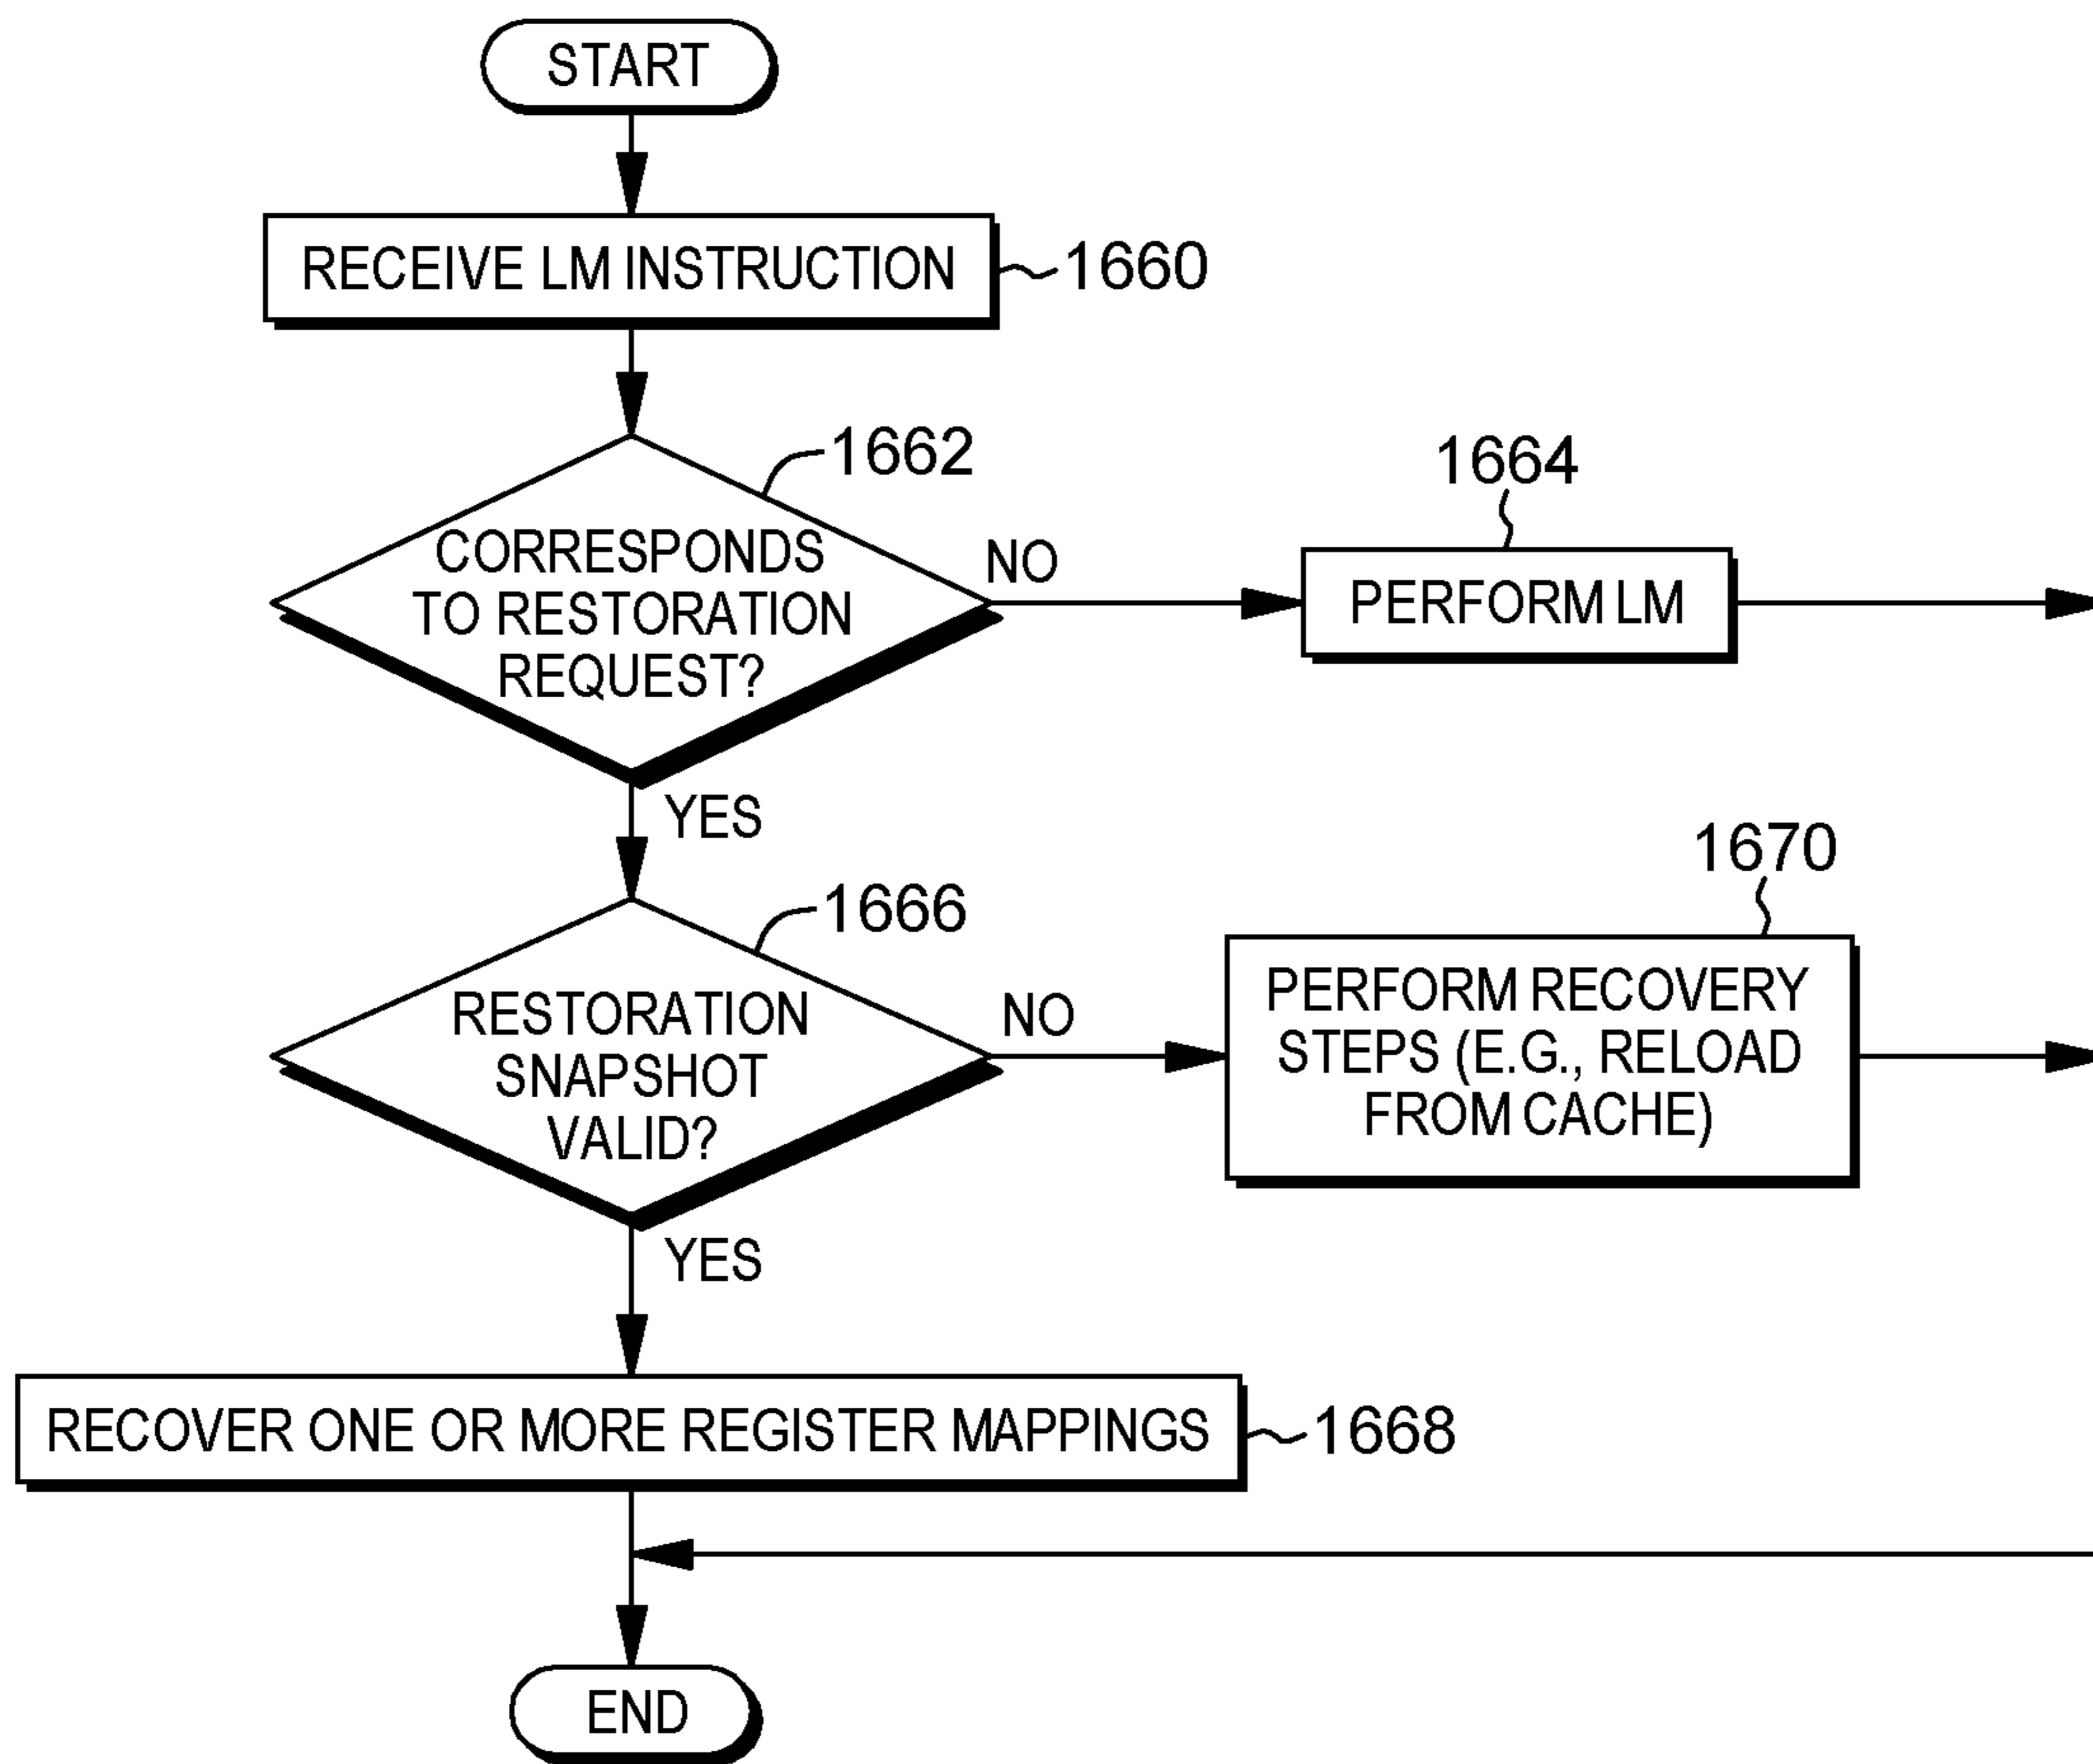 START
RECEIVE LM INSTRUCTION
1660
1662
CORRESPONDS
TO RESTORATION
REQUEST?
NO
1664
PERFORM LM
YES
1666
RESTORATION
SNAPSHOT
VALID?
NO
1670
PERFORM RECOVERY
STEPS (E.G., RELOAD
FROM CACHE)
YES
RECOVER ONE OR MORE REGISTER MAPPINGS
1668
END